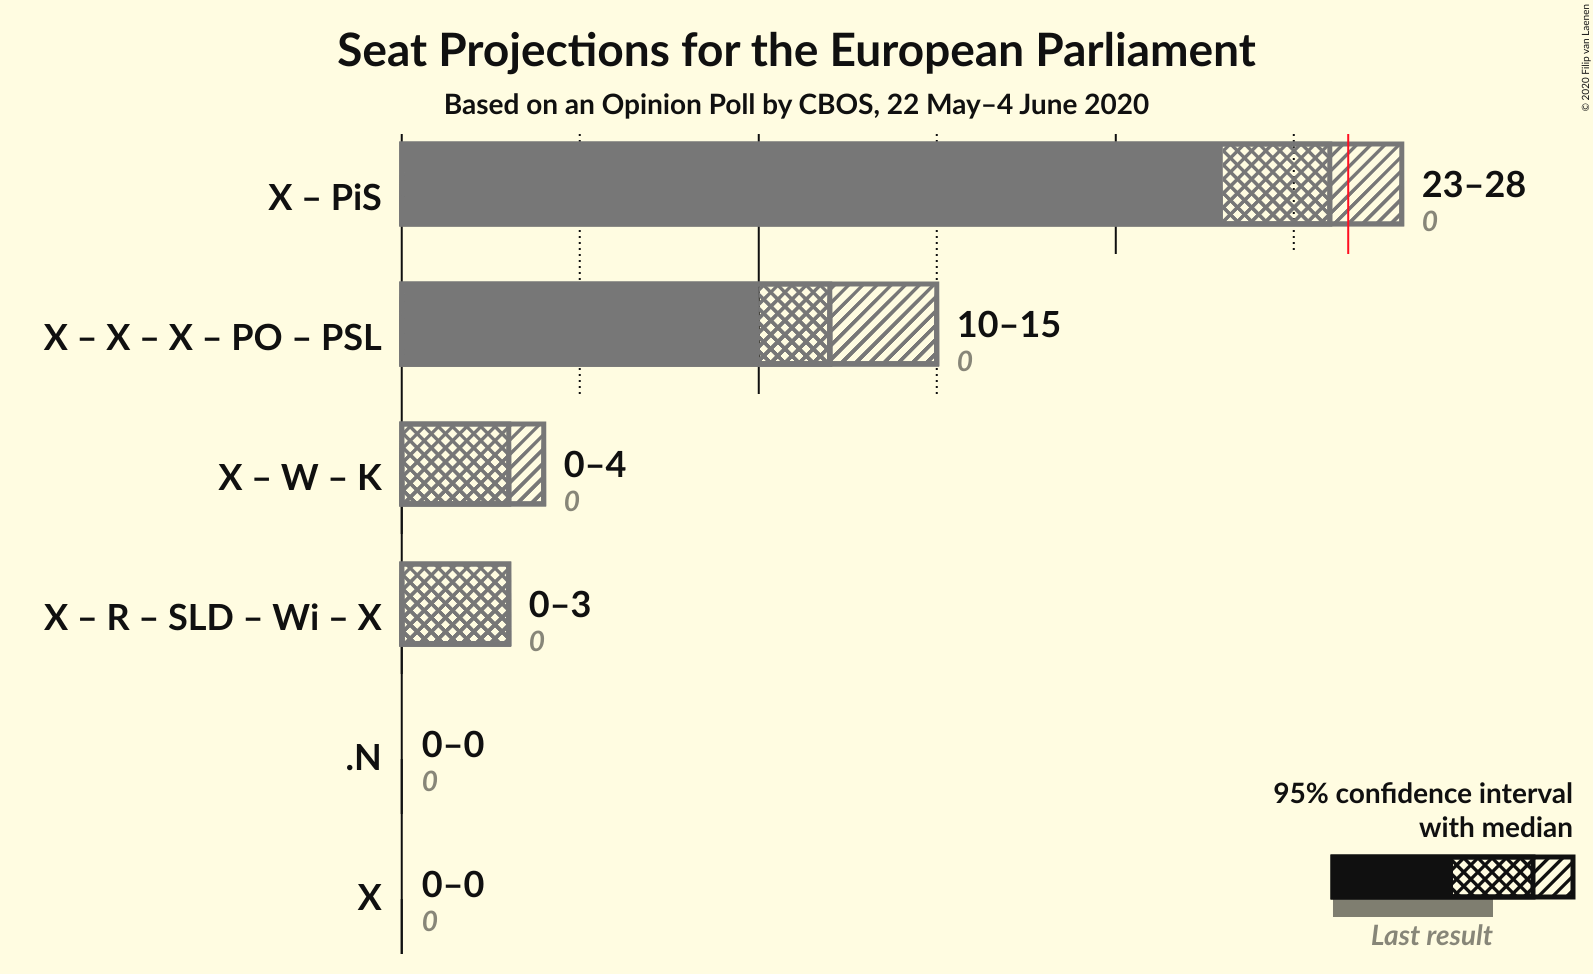 Seat Projections for the European Parliament
Based on an Opinion Poll by CBOS, 22 May–4 June 2020
© 2020 Filip van Laenen
X – PiS
23–28
0
X – X – X – PO – PSL
10–15
0
X – W – K
0–4
0
X – R – SLD – Wi – X
0–3
0
.N
0–0
0
X
0–0
0
95% confidence interval
with median
Last result